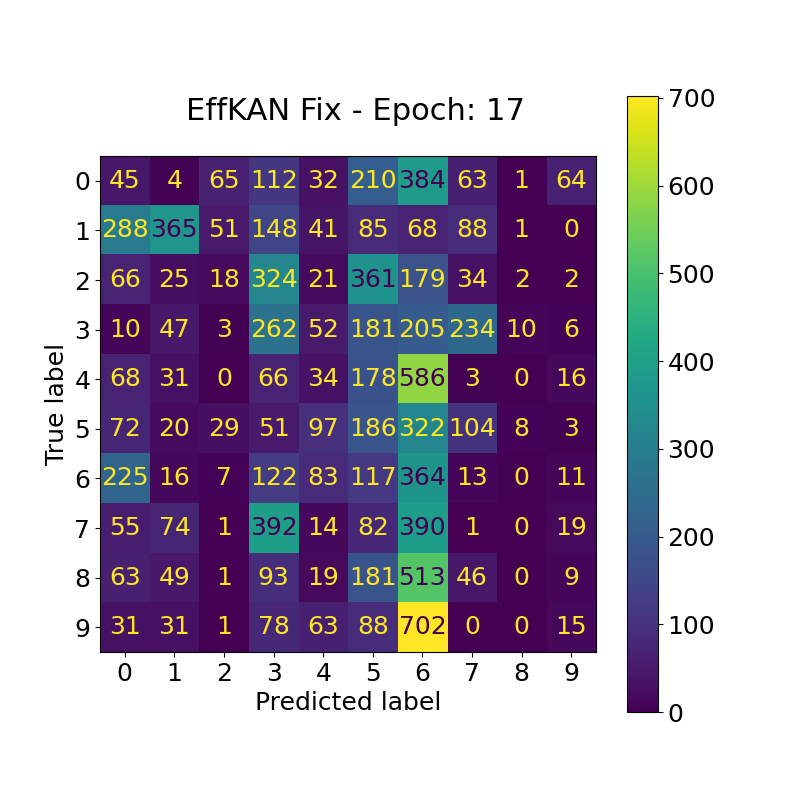 EffKAN Fix - Epoch: 17
True label
0 45 4 65 112 32 210 384 63 1 64
1 288 365 51 148 41 85 68 88 1 0
2 66 25 18 324 21 361 179 34 2 2
3 10 47 3 262 52 181 205 234 10 6
4 68 31 0 66 34 178 586 3 0 16
5 72 20 29 51 97 186 322 104 8 3
6 225 16 7 122 83 117 364 13 0 11
7 55 74 1 392 14 82 390 1 0 19
8 63 49 1 93 19 181 513 46 0 9
9 31 31 1 78 63 88 702 0 0 15
0 1 2 3 4 5 6 7 8 9
Predicted label
700
600
500
400
300
200
100
0